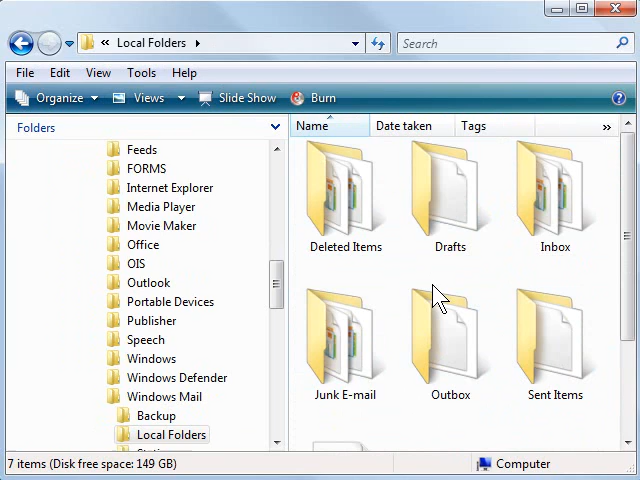 « Local Folders
Search
File Edit View Tools Help
Organize Views Slide Show Burn
Folders
Name Date taken Tags »
Feeds
FORMS
Internet Explorer
Media Player
Movie Maker
Office
OIS
Outlook
Portable Devices
Publisher
Speech
Windows
Windows Defender
Windows Mail
Backup
Local Folders
Deleted Items Drafts Inbox
Junk E-mail Outbox Sent Items
7 items (Disk free space: 149 GB)
Computer